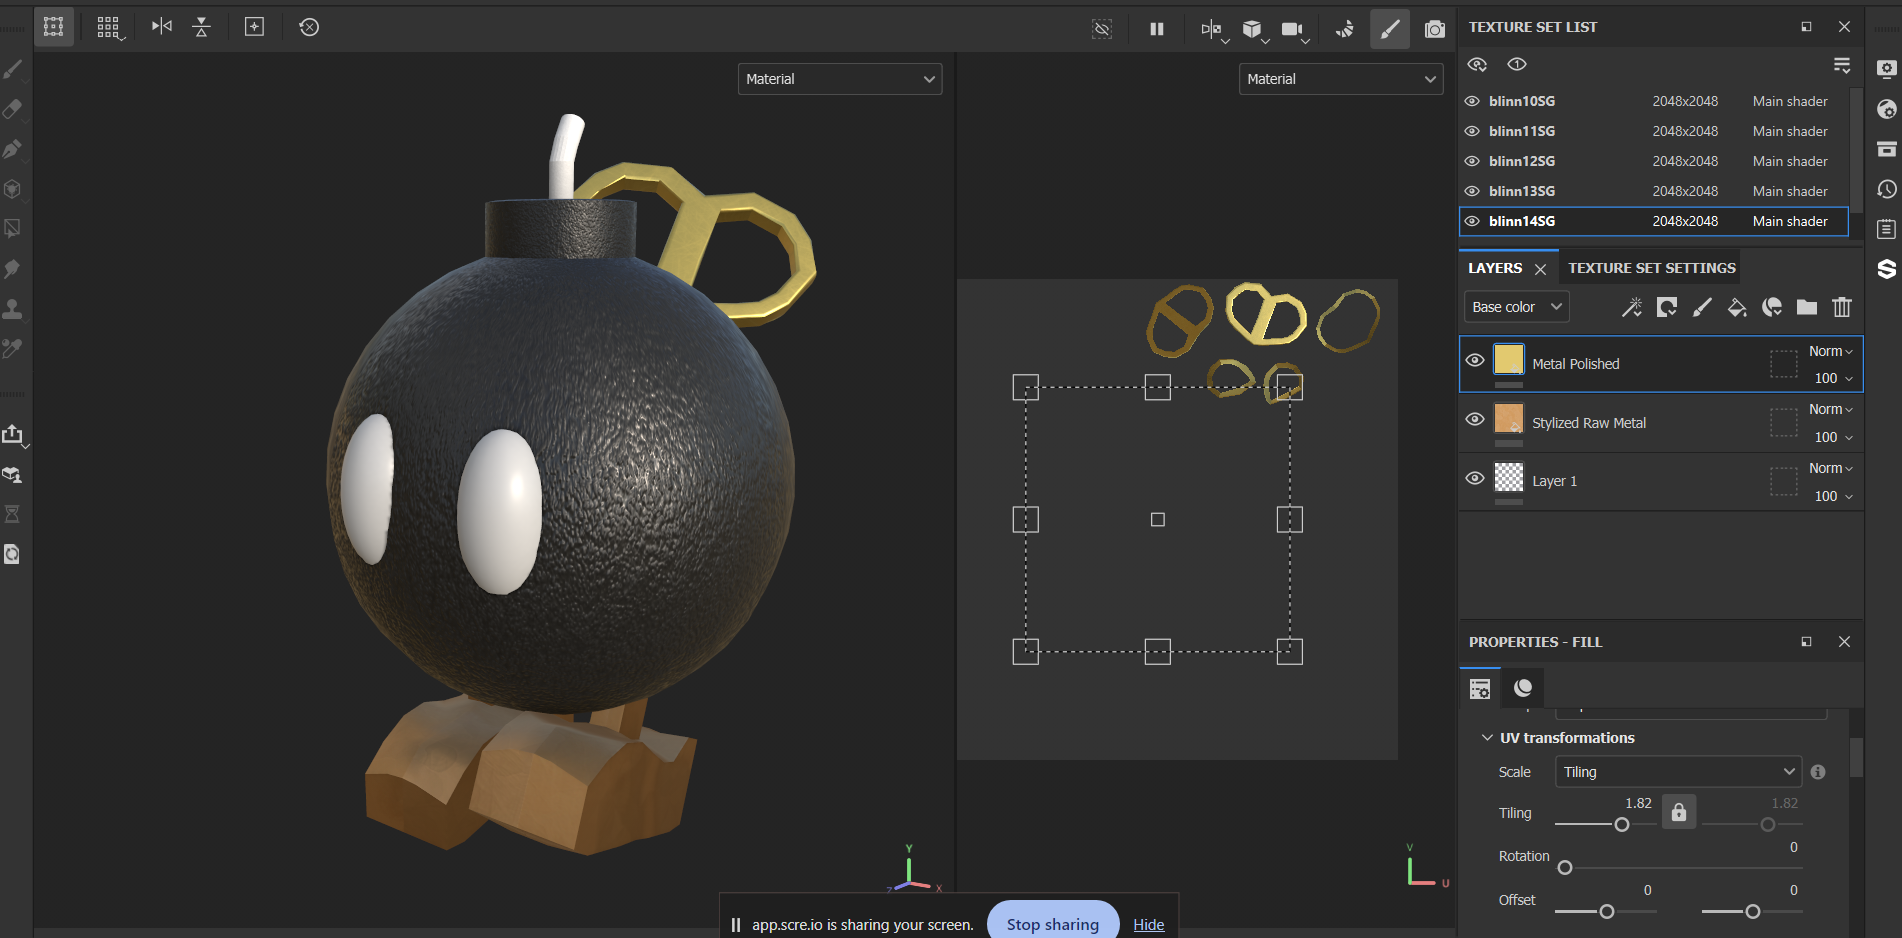 Material
Material
TEXTURE SET LIST
1
blinn10SG 2048x2048 Main shader
blinn11SG 2048x2048 Main shader
blinn12SG 2048x2048 Main shader
blinn13SG 2048x2048 Main shader
blinn14SG 2048x2048 Main shader
LAYERS TEXTURE SET SETTINGS
Base color
Metal Polished Norm
100
Stylized Raw Metal Norm
100
Layer 1 Norm
100
PROPERTIES - FILL
UV transformations
Scale Tiling
Tiling 1.82 1.82
Rotation 0
Offset 0 0
Y
X
Z
V
U
app.scre.io is sharing your screen. Stop sharing Hide